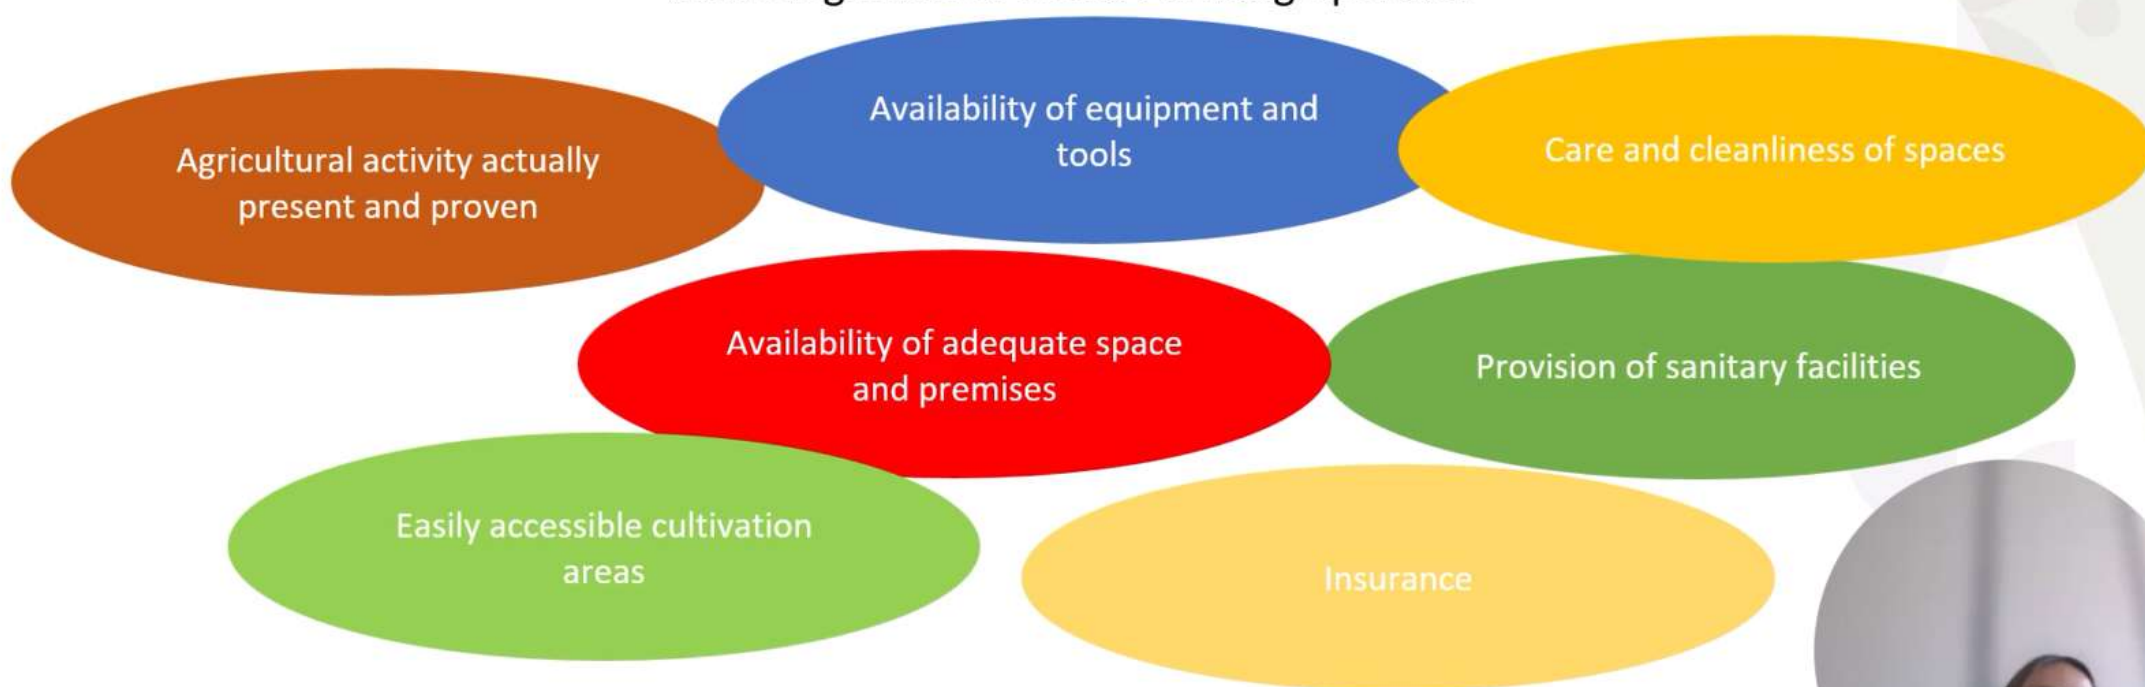 Availability of equipment and
tools
Care and cleanliness of spaces
Agricultural activity actually
present and proven
Availability of adequate space
and premises
Provision of sanitary facilities
Easily accessible cultivation
areas
Insurance